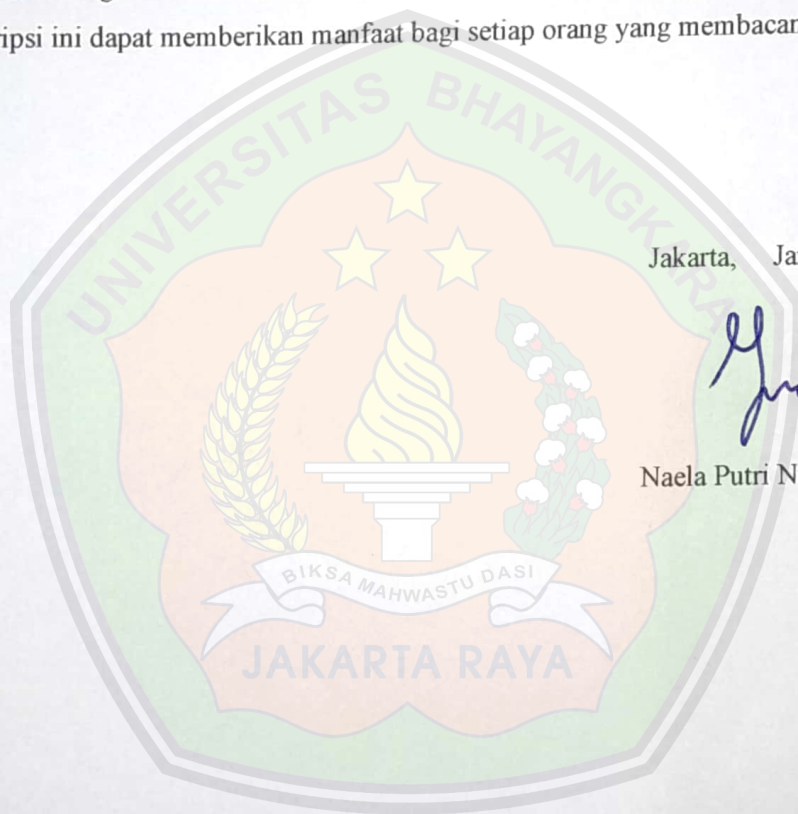 ipsi ini dapat memberikan manfaat bagi setiap orang yang membacan
UNIVERSITAS BHAYANGKARA
Jakarta, Ja
Naela Putri N
BIKSA MAHWASTU DASI
JAKARTA RAYA